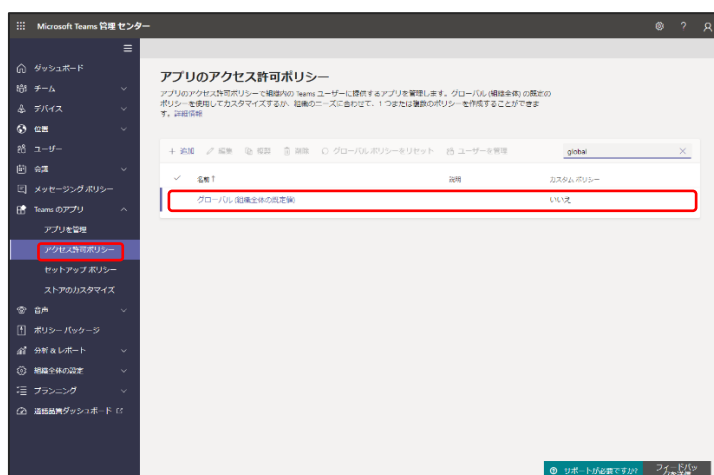 Microsoft Teams 管理センター
ダッシュボード
チーム
デバイス
位置
ユーザー
会議
メッセージング ポリシー
Teams のアプリ
アプリを管理
アクセス許可ポリシー
セットアップ ポリシー
ストアのカスタマイズ
音声
ポリシー パッケージ
分析 & レポート
組織全体の設定
プランニング
通話品質ダッシュボード
アプリのアクセス許可ポリシー
アプリのアクセス許可ポリシーで組織内の Teams ユーザーに提供するアプリを管理します。グローバル (組織全体) の既定の
ポリシーを使用してカスタマイズするか、組織のニーズに合わせて、1 つまたは複数のポリシーを作成することができま
す。詳細情報
+ 追加 編集 複製 削除 グローバル ポリシーをリセット ユーザーを管理 global
名前 ↑ 説明 カスタム ポリシー
グローバル (組織全体の既定値) いいえ
サポートが必要ですか?
フィードバッ
クを送信